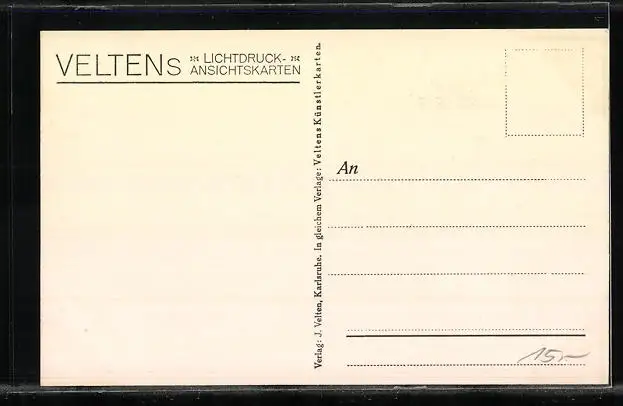 VELTENS
※ LICHTDRUCK- ※
ANSICHTSKARTEN
Verlag: J. Velten, Karlsruhe. In gleichem Verlage: Veltens Künstlerkarten.
An
15,-